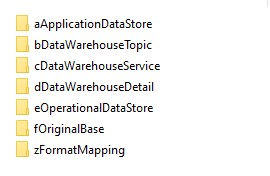 aApplicationDataStore
bDataWarehouseTopic
cDataWarehouseService
dDataWarehouseDetail
eOperationalDataStore
fOriginalBase
zFormatMapping